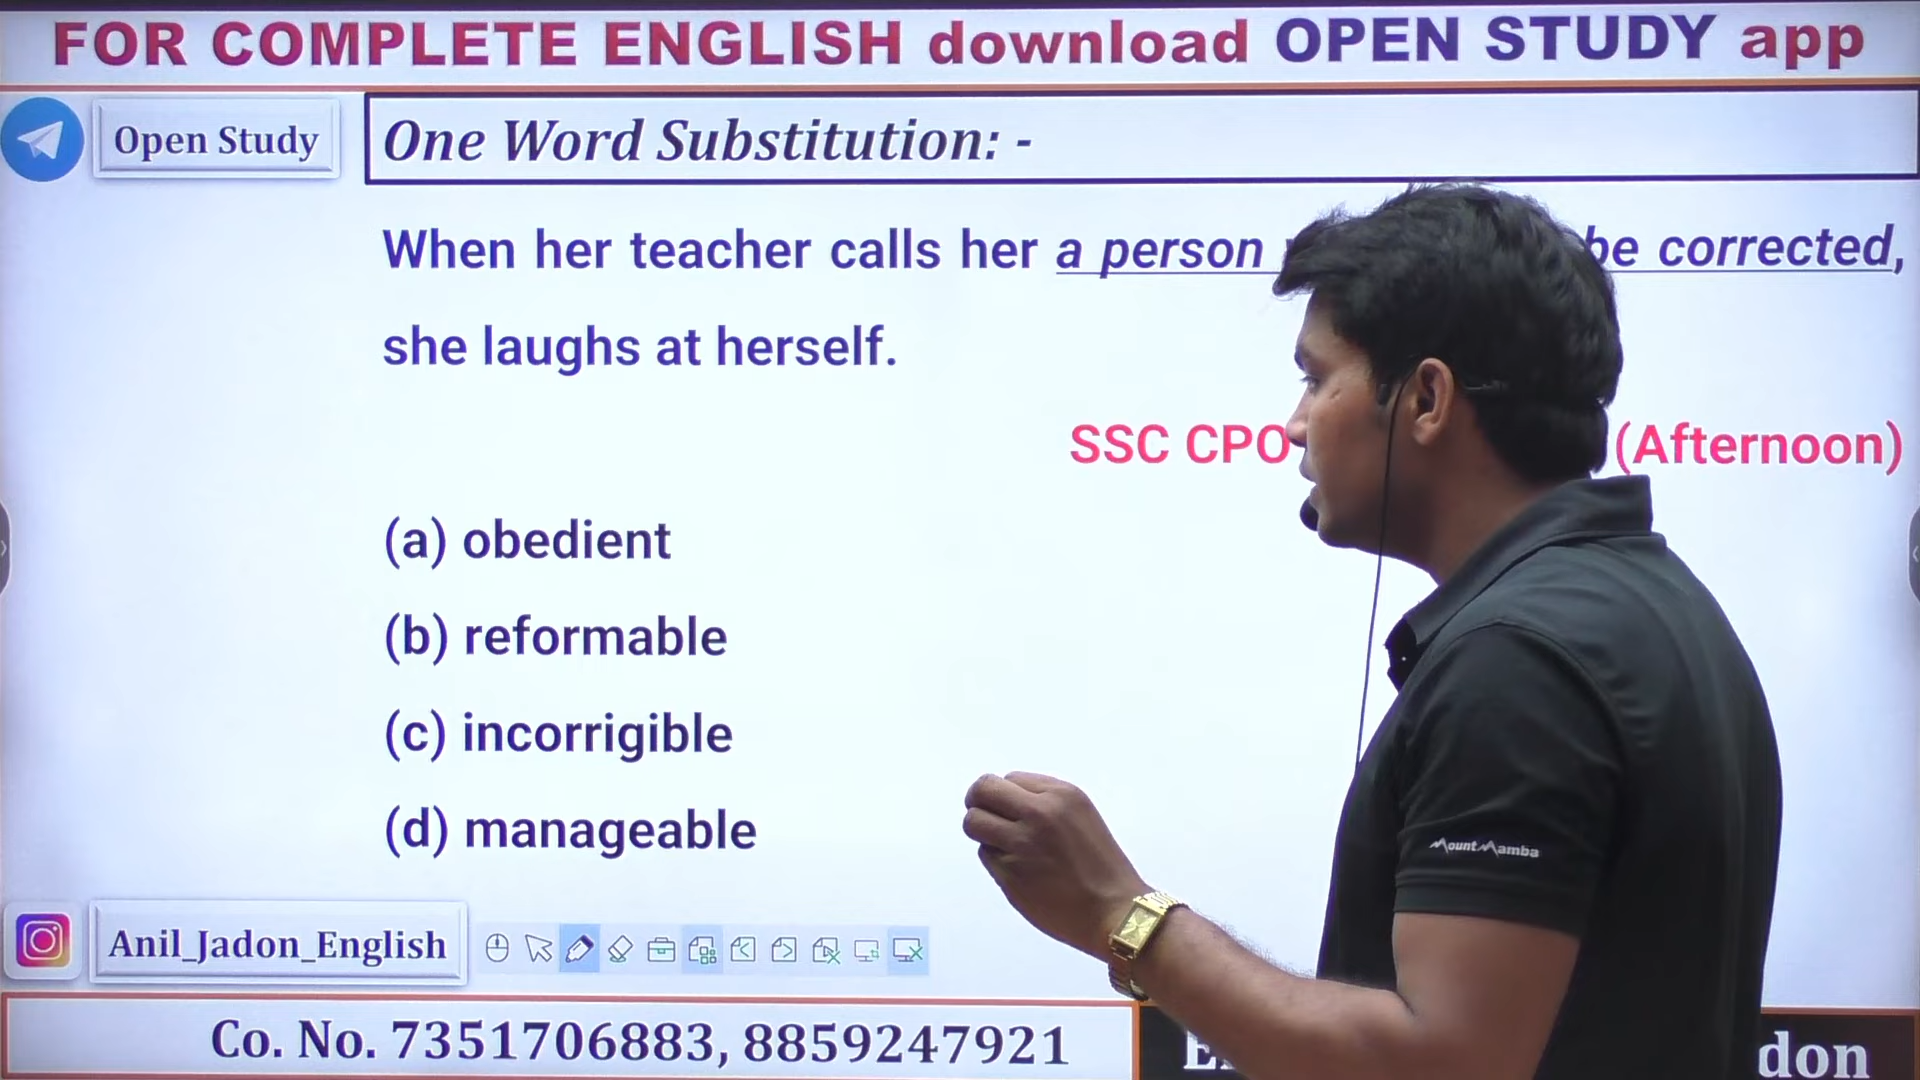 FOR COMPLETE ENGLISH download OPEN STUDY app
Open Study
One Word Substitution: -
When her teacher calls her a person be corrected,
she laughs at herself.
SSC CPO (Afternoon)
(a) obedient
(b) reformable
(c) incorrigible
(d) manageable
MountMamba
Anil_Jadon_English
Co. No. 7351706883, 8859247921
don